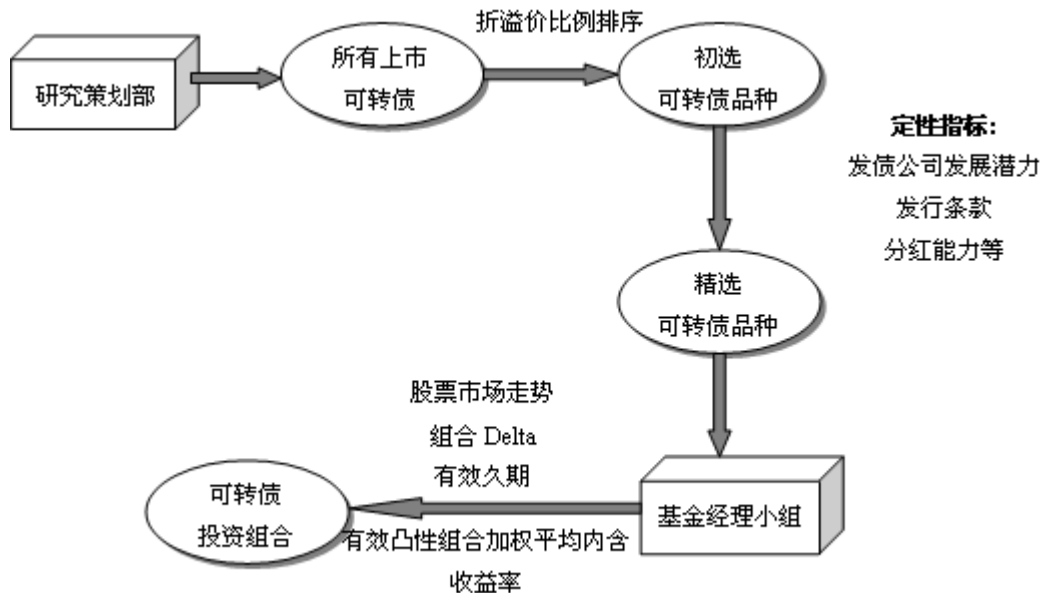 折溢价比例排序
研究策划部
所有上市
可转债
初选
可转债品种
定性指标:
发债公司发展潜力
发行条款
分红能力等
精选
可转债品种
股票市场走势
组合 Delta
有效久期
基金经理小组
可转债
投资组合
有效凸性组合加权平均内含
收益率